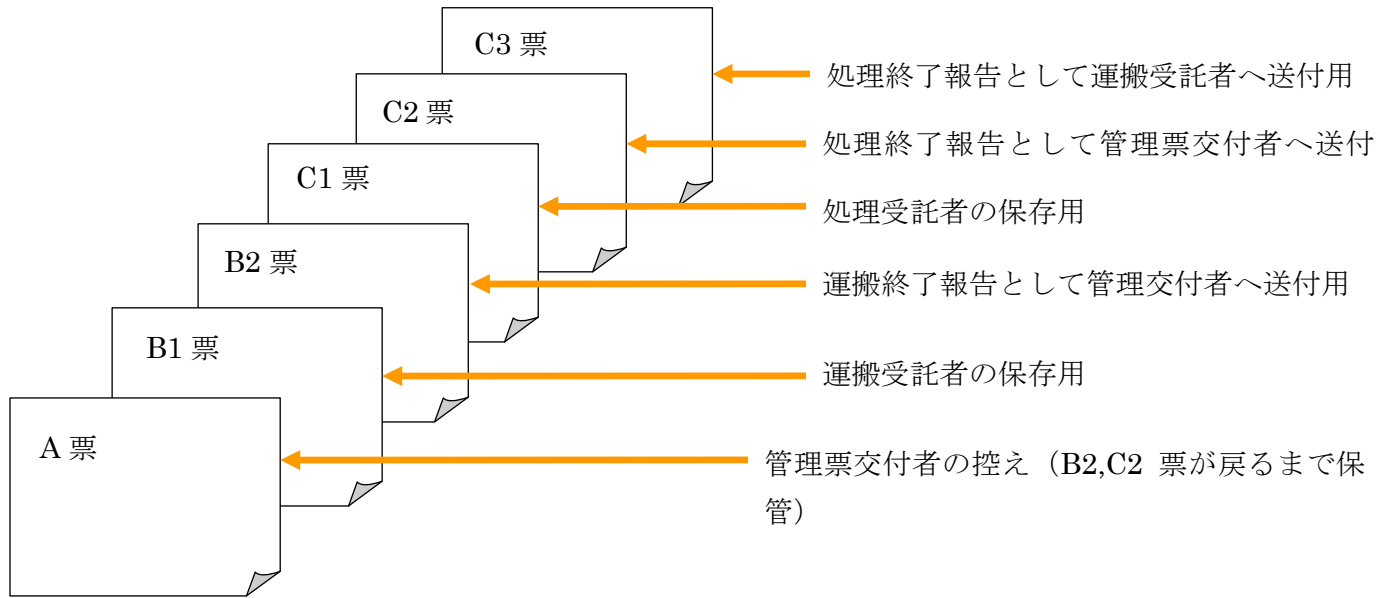 C3 票
処理終了報告として運搬受託者へ送付用
C2 票
処理終了報告として管理票交付者へ送付
C1 票
処理受託者の保存用
B2 票
運搬終了報告として管理交付者へ送付用
B1 票
運搬受託者の保存用
A 票
管理票交付者の控え（B2,C2 票が戻るまで保
管）